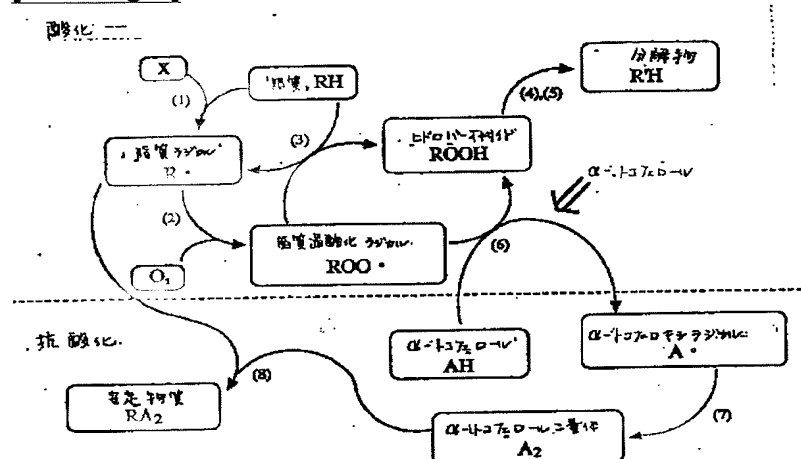 酸化
X
脂質, RH
分解物
R'H
(1)
(3)
(4),(5)
ヒドロパーオキサイド
ROOH
脂質ラジカル
R・
α-トコフェロール
(2)
脂質過酸化ラジカル
ROO・
(6)
O₂
抗酸化
α-トコフェロール
AH
α-トコフェロキシラジカル
A・
安定物質
RA₂
(8)
(7)
α-トコフェロール二量体
A₂